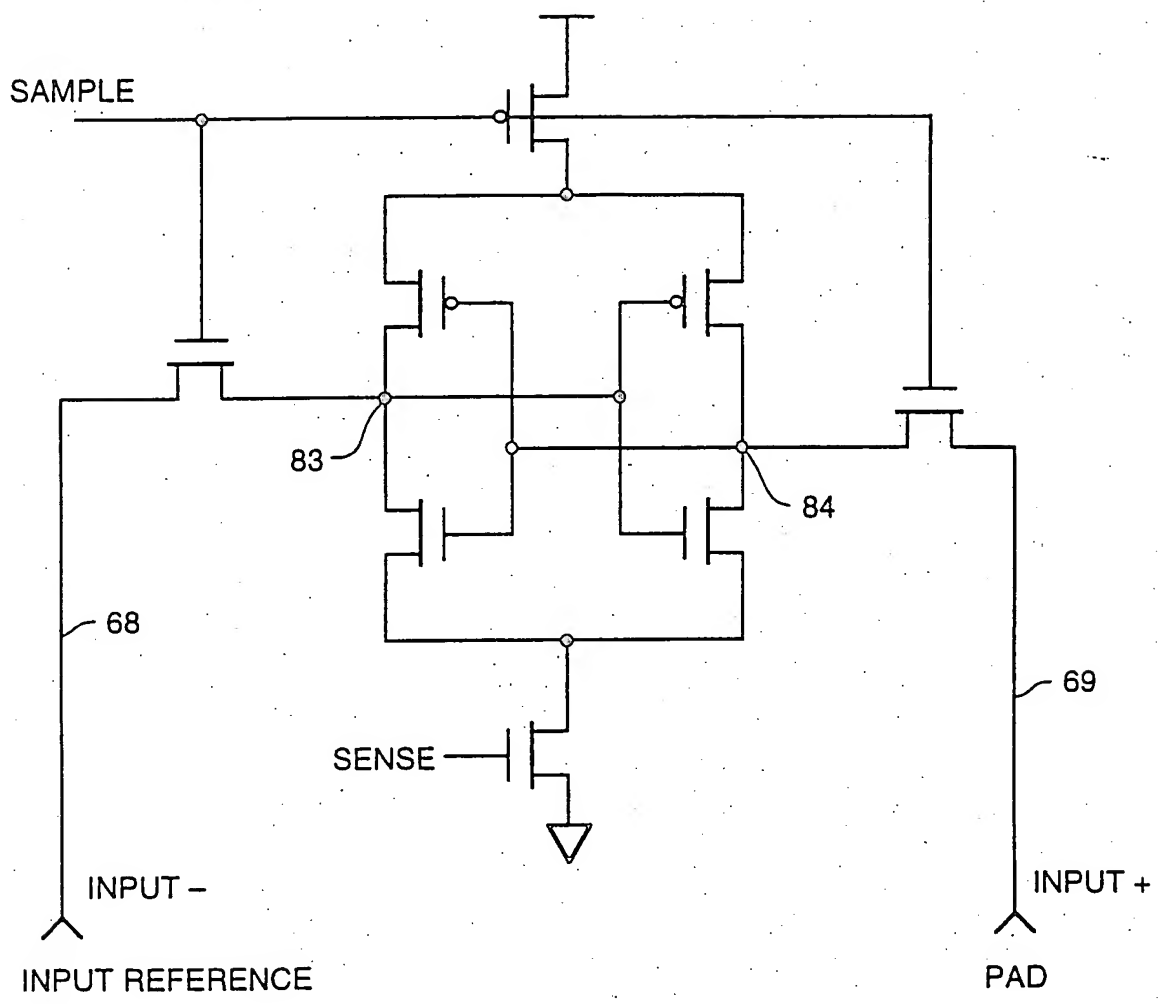 SAMPLE
83
84
68
69
SENSE
INPUT –
INPUT +
INPUT REFERENCE
PAD